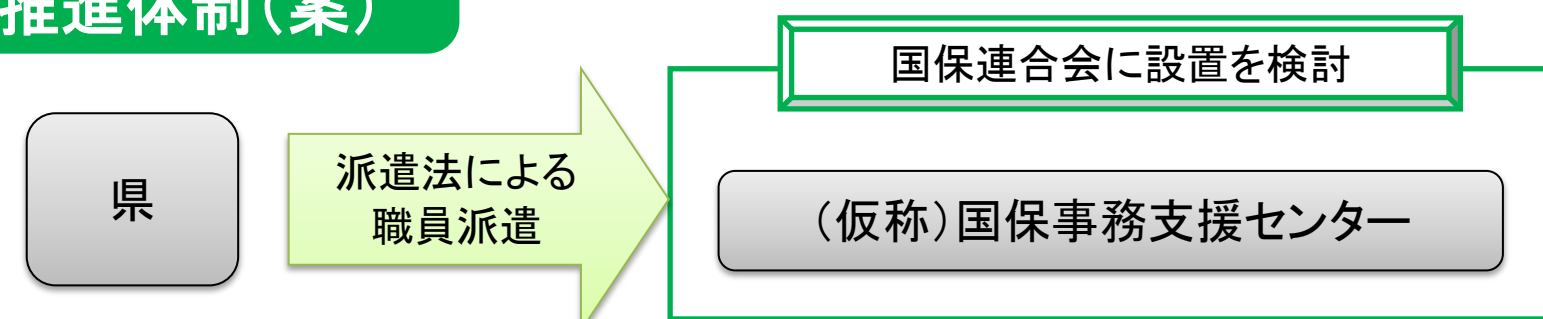 推進体制（案）
国保連合会に設置を検討
県
派遣法による
職員派遣
（仮称）国保事務支援センター